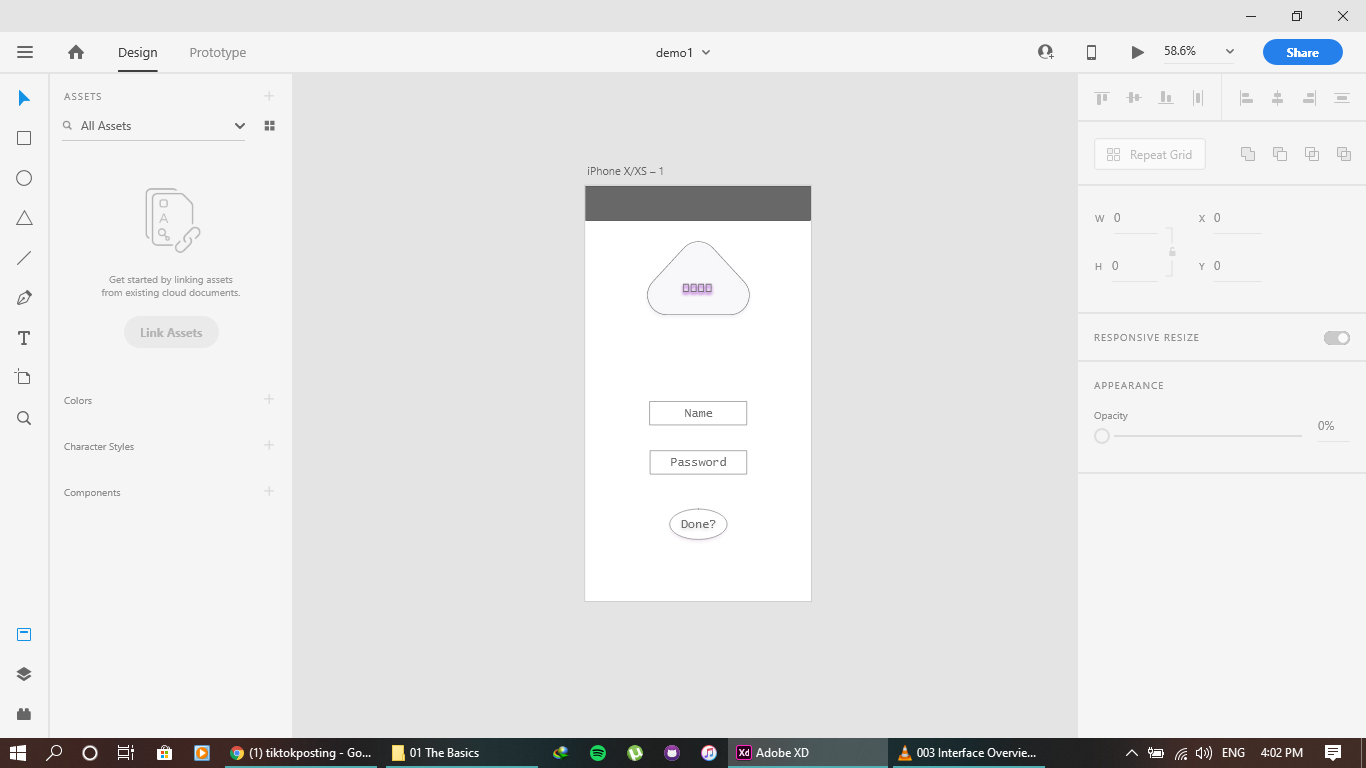 Design
Prototype
demo1
58.6%
Share
ASSETS
All Assets
Get started by linking assets
from existing cloud documents.
Link Assets
Colors
Character Styles
Components
iPhone X/XS – 1
Name
Password
Done?
Repeat Grid
W 0
X 0
H 0
Y 0
RESPONSIVE RESIZE
APPEARANCE
Opacity
0%
(1) tiktokposting - Go...
01 The Basics
Xd Adobe XD
003 Interface Overvie...
ENG
4:02 PM